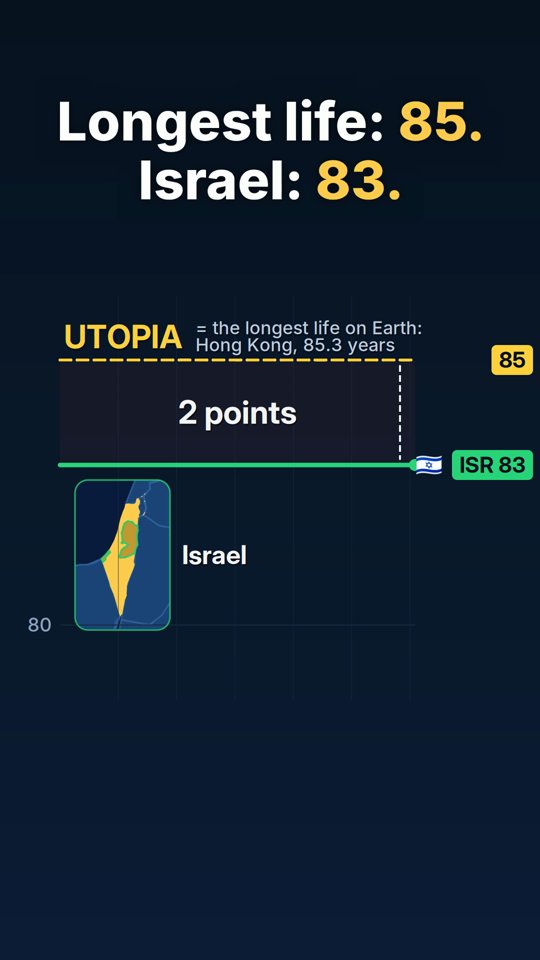 Longest life: 85.
Israel: 83.
UTOPIA
= the longest life on Earth:
Hong Kong, 85.3 years
85
2 points
ISR 83
Israel
80